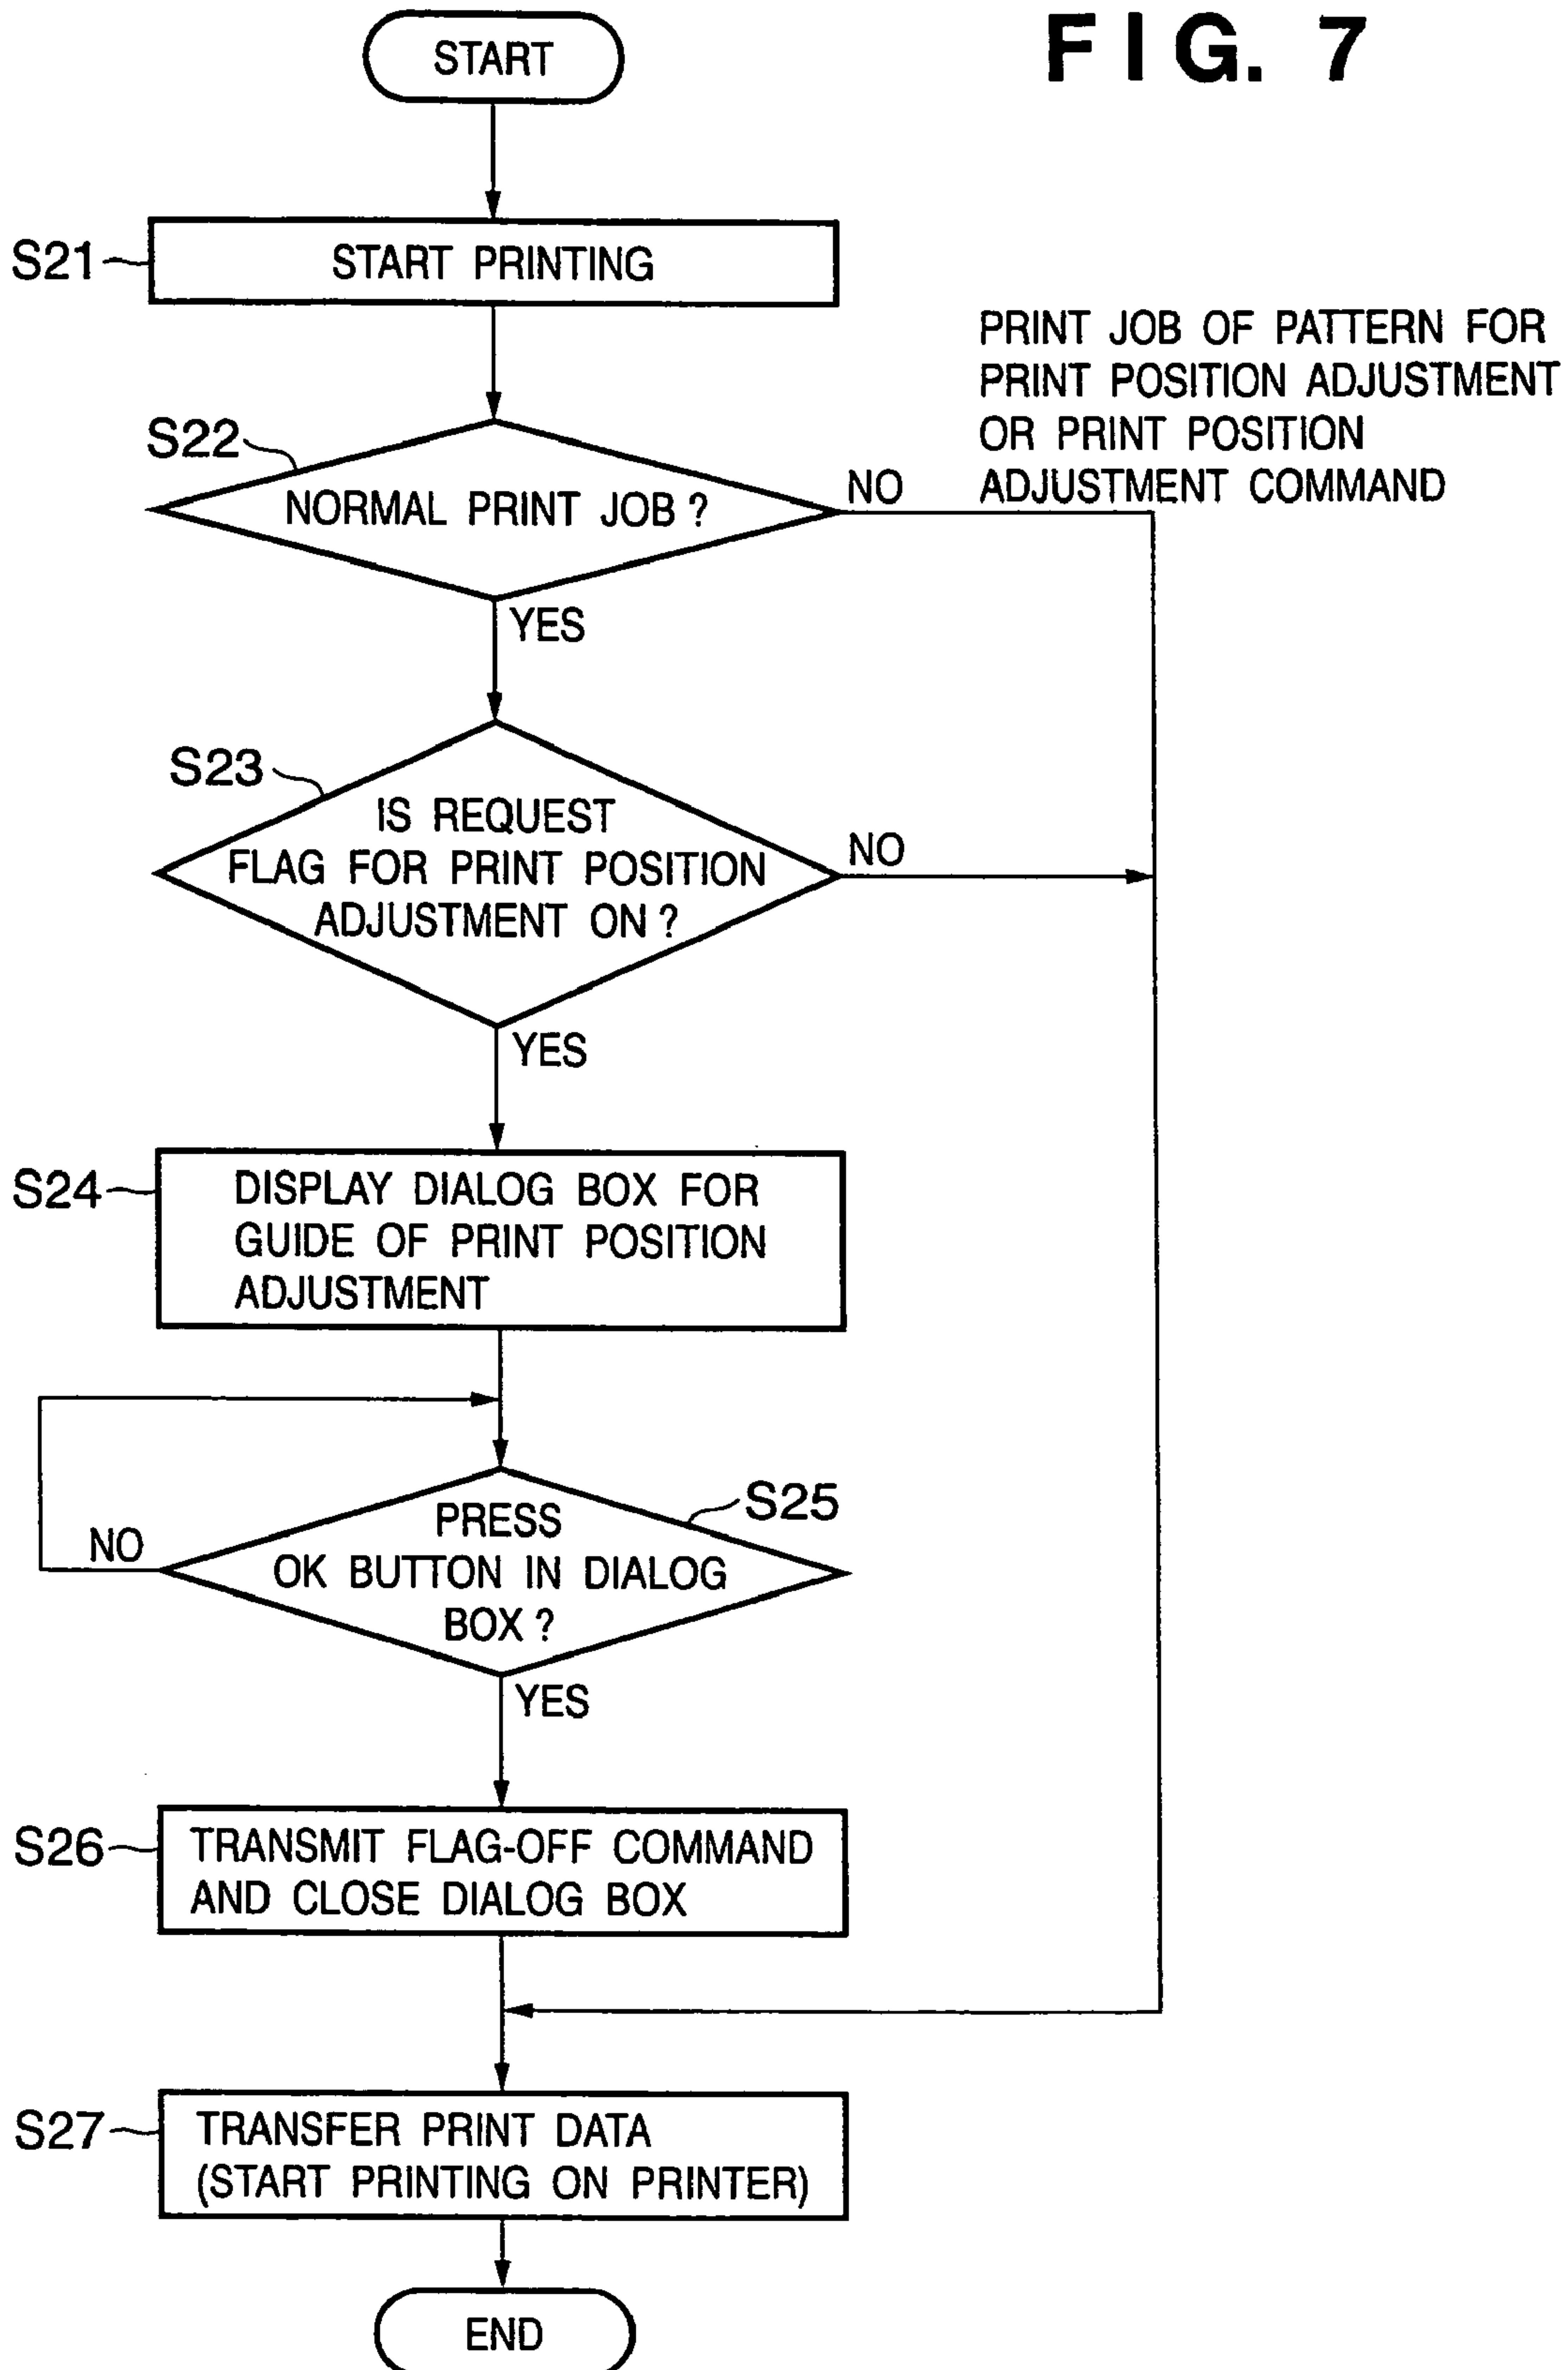 FIG. 7
START
S21
START PRINTING
PRINT JOB OF PATTERN FOR
PRINT POSITION ADJUSTMENT
OR PRINT POSITION
ADJUSTMENT COMMAND
S22
NORMAL PRINT JOB ?
NO
YES
S23
IS REQUEST
FLAG FOR PRINT POSITION
ADJUSTMENT ON ?
NO
YES
S24
DISPLAY DIALOG BOX FOR
GUIDE OF PRINT POSITION
ADJUSTMENT
S25
PRESS
OK BUTTON IN DIALOG
BOX ?
NO
YES
S26
TRANSMIT FLAG-OFF COMMAND
AND CLOSE DIALOG BOX
S27
TRANSFER PRINT DATA
(START PRINTING ON PRINTER)
END